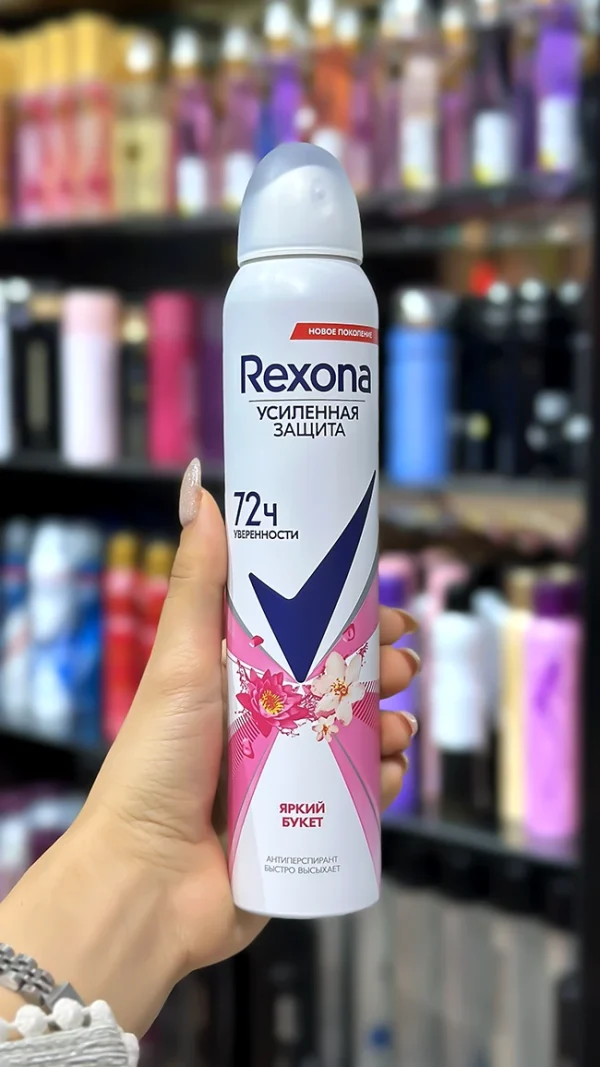 НОВОЕ ПОКОЛЕНИЕ
Rexona
УСИЛЕННАЯ
ЗАЩИТА
72ч
УВЕРЕННОСТИ
ЯРКИЙ
БУКЕТ
АНТИПЕРСПИРАНТ
БЫСТРО ВЫСЫХАЕТ